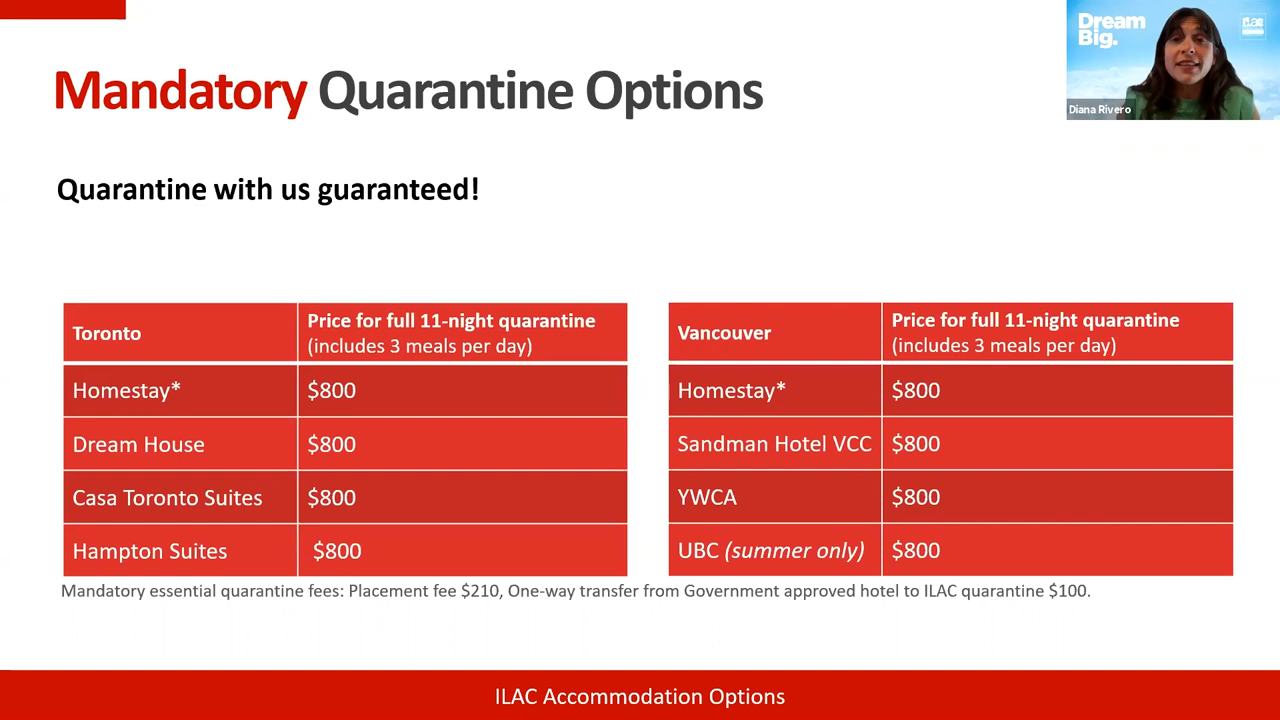 Dream
Big.
ilac
Diana Rivero
Mandatory Quarantine Options
Quarantine with us guaranteed!
Toronto
Price for full 11-night quarantine
(includes 3 meals per day)
Homestay*
$800
Dream House
$800
Casa Toronto Suites
$800
Hampton Suites
$800
Vancouver
Price for full 11-night quarantine
(includes 3 meals per day)
Homestay*
$800
Sandman Hotel VCC
$800
YWCA
$800
UBC (summer only)
$800
Mandatory essential quarantine fees: Placement fee $210, One-way transfer from Government approved hotel to ILAC quarantine $100.
ILAC Accommodation Options